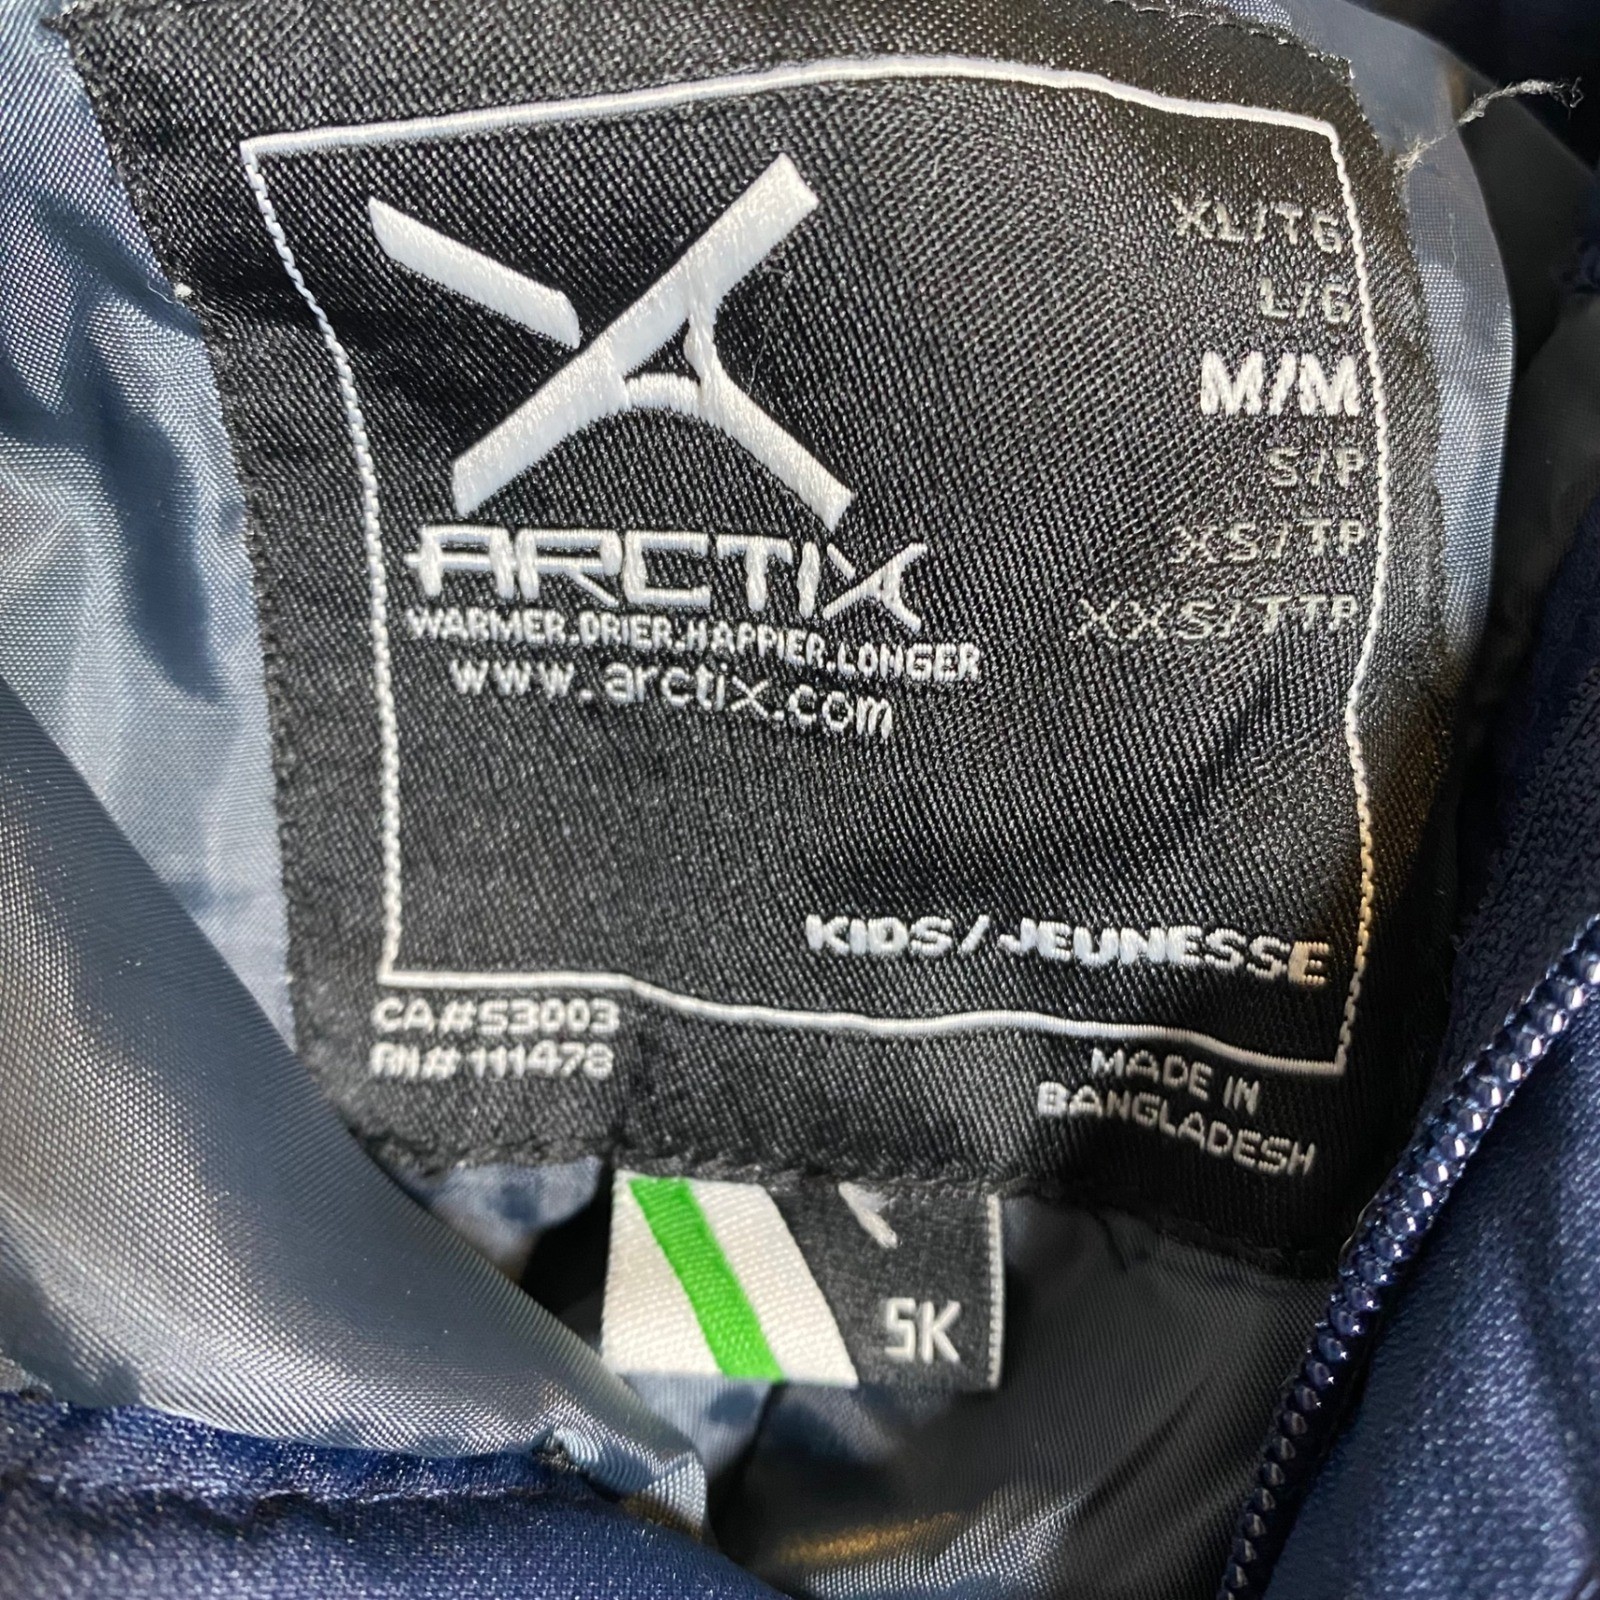 XL/TG
L/G
M/M
S/P
XS/TP
XXS/TTP
ARCTIX
WARMER.DRIER.HAPPIER.LONGER
www.arctix.com
KIDS/JEUNESSE
CA#53003
RN#111478
MADE IN
BANGLADESH
5K